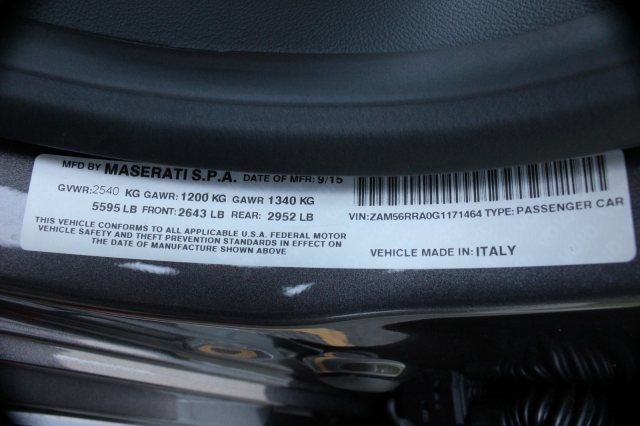 MFD BY MASERATI S.P.A. DATE OF MFR: 9/15
GVWR:2540 KG GAWR: 1200 KG GAWR 1340 KG
5595 LB FRONT: 2643 LB REAR: 2952 LB
THIS VEHICLE CONFORMS TO ALL APPLICABLE U.S.A. FEDERAL MOTOR
VEHICLE SAFETY AND THEFT PREVENTION STANDARDS IN EFFECT ON
THE DATE OF MANUFACTURE SHOWN ABOVE
VIN:ZAM56RRA0G1171464 TYPE: PASSENGER CAR
VEHICLE MADE IN: ITALY